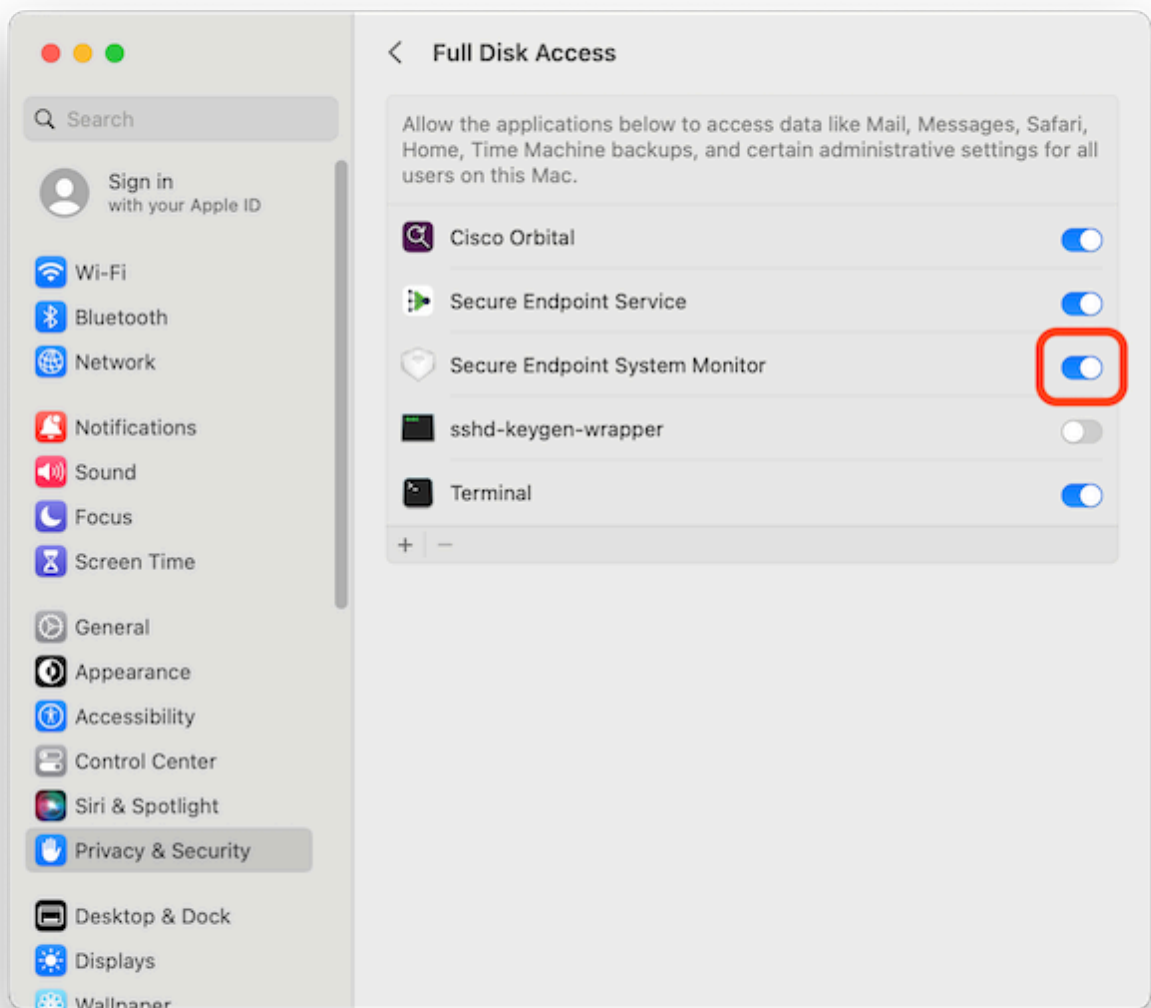 Search
Sign in
with your Apple ID
Wi-Fi
Bluetooth
Network
Notifications
Sound
Focus
Screen Time
General
Appearance
Accessibility
Control Center
Siri & Spotlight
Privacy & Security
Desktop & Dock
Displays
Wallpaper
Full Disk Access
Allow the applications below to access data like Mail, Messages, Safari,
Home, Time Machine backups, and certain administrative settings for all
users on this Mac.
Cisco Orbital
Secure Endpoint Service
Secure Endpoint System Monitor
sshd-keygen-wrapper
Terminal